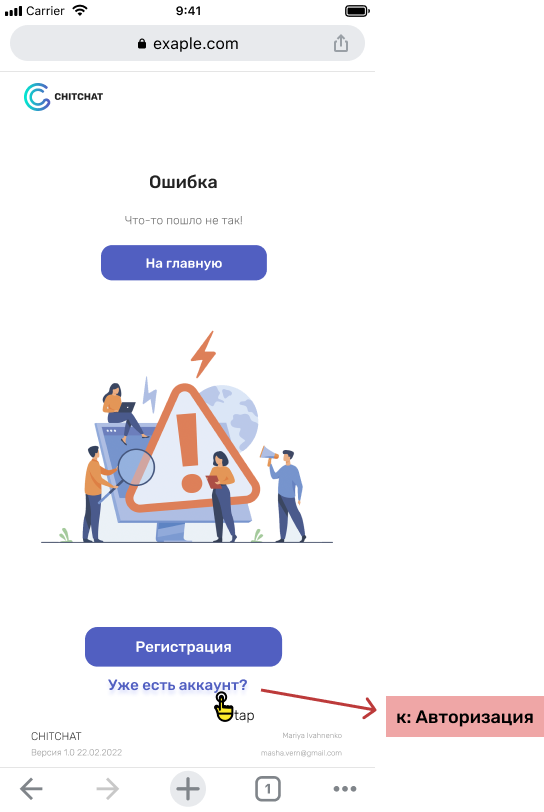 Carrier
9:41
exaple.com
CHITCHAT
Ошибка
Что-то пошло не так!
На главную
Регистрация
Уже есть аккаунт?
tap
к: Авторизация
CHITCHAT
Mariya Ivahnenko
Версия 1.0 22.02.2022
masha.vern@gmail.com
1